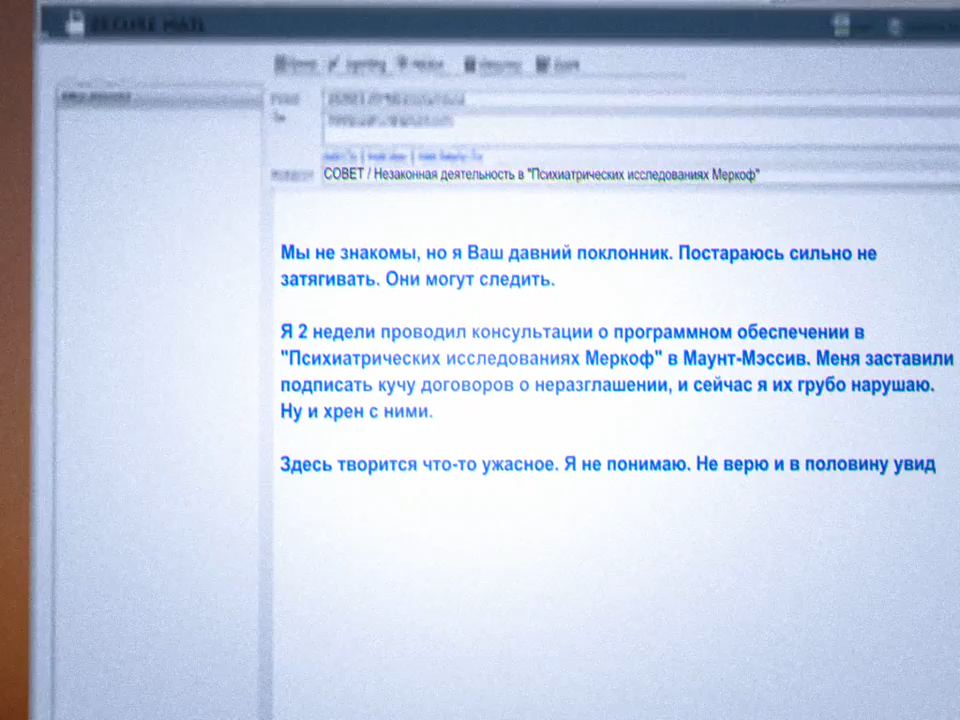 SECURE MAIL
СОВЕТ / Незаконная деятельность в "Психиатрических исследованиях Меркоф"
Мы не знакомы, но я Ваш давний поклонник. Постараюсь сильно не
затягивать. Они могут следить.
Я 2 недели проводил консультации о программном обеспечении в
"Психиатрических исследованиях Меркоф" в Маунт-Мэссив. Меня заставили
подписать кучу договоров о неразглашении, и сейчас я их грубо нарушаю.
Ну и хрен с ними.
Здесь творится что-то ужасное. Я не понимаю. Не верю и в половину увид